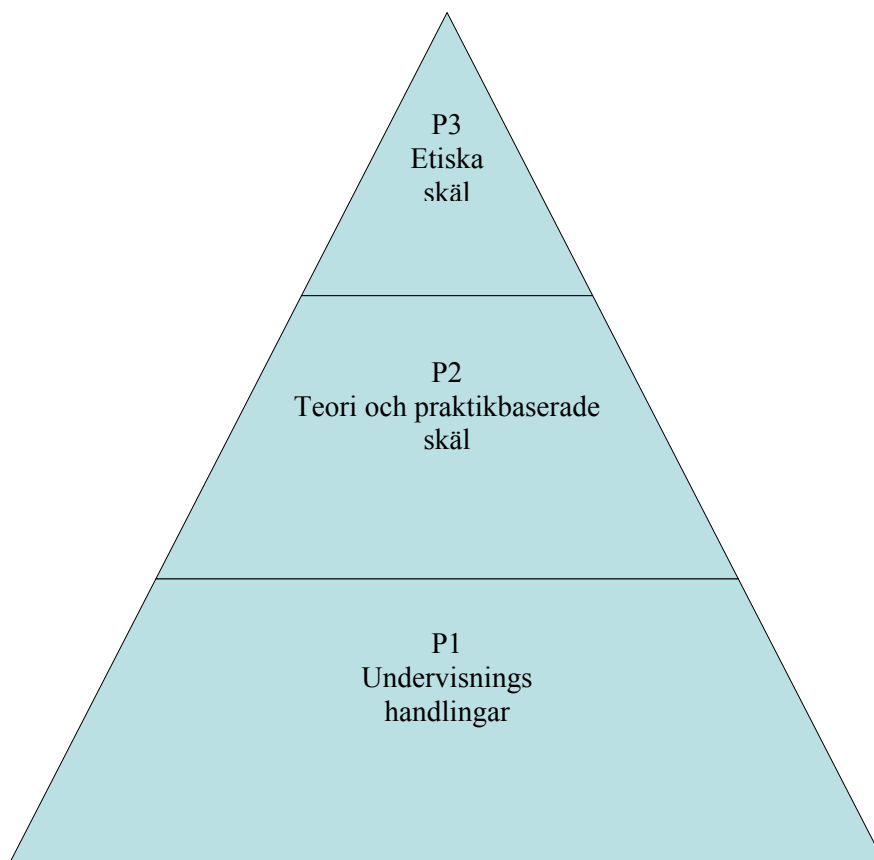 P3
Etiska
skäl
P2
Teori och praktikbaserade
skäl
P1
Undervisnings
handlingar